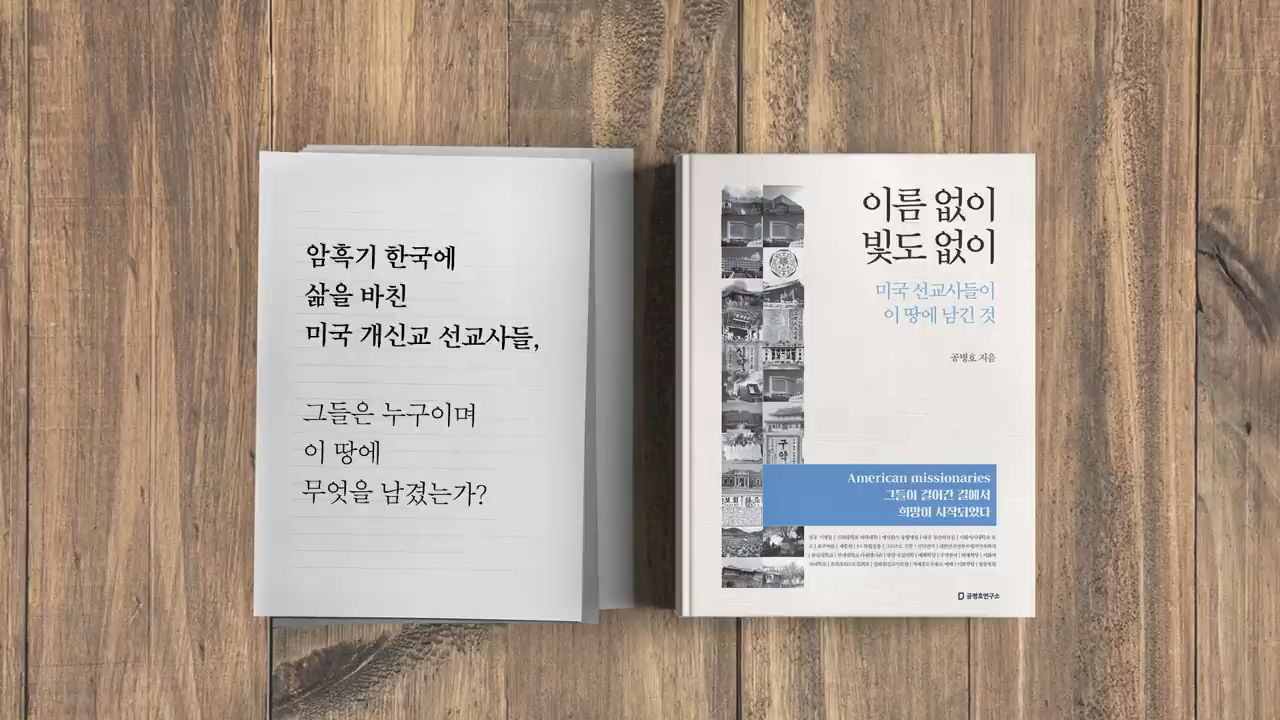 암흑기 한국에
삶을 바친
미국 개신교 선교사들,
그들은 누구이며
이 땅에
무엇을 남겼는가?
이름 없이
빛도 없이
미국 선교사들이
이 땅에 남긴 것
공병호 지음
구약
American missionaries
그들이 걸어간 길에서
희망이 시작되었다
공병호연구소